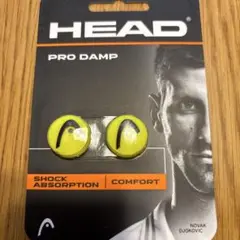 HEAD
PRO DAMP
SHOCK
ABSORPTION
COMFORT
NOVAK
DJOKOVIC